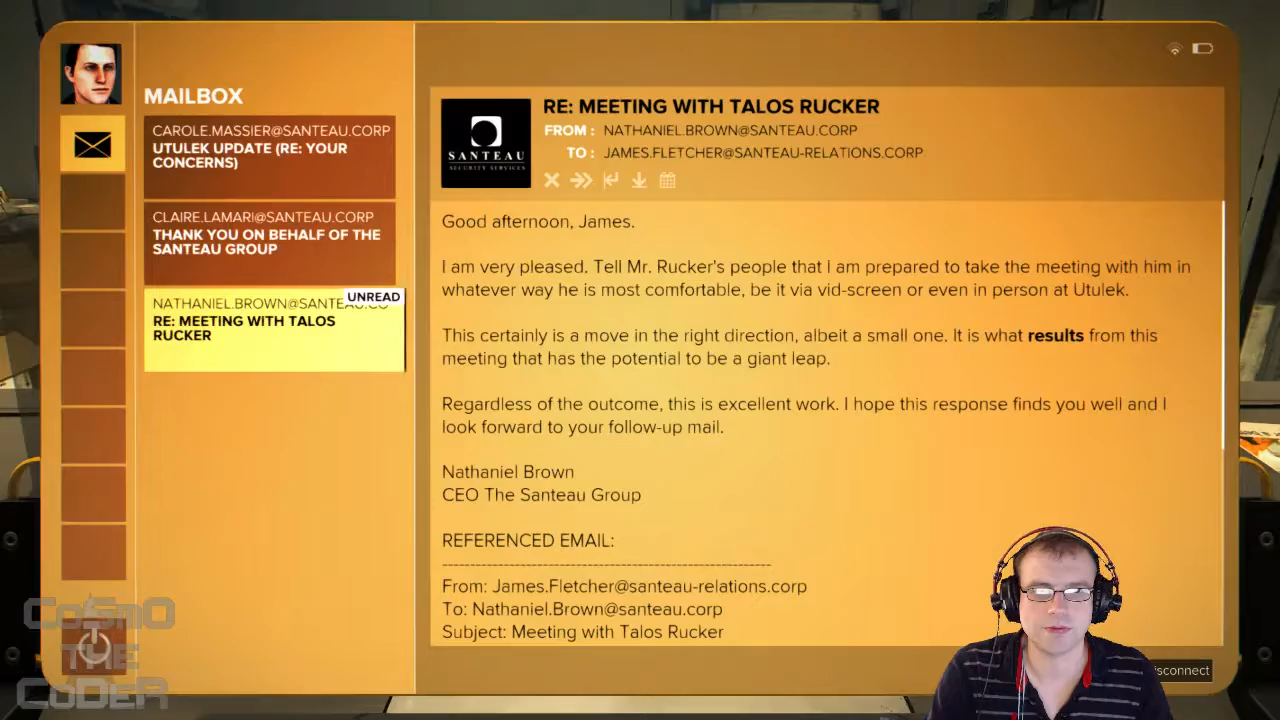 MAILBOX
CAROLE.MASSIER@SANTEAU.CORP
UTULEK UPDATE (RE: YOUR
CONCERNS)
CLAIRE.LAMARI@SANTEAU.CORP
THANK YOU ON BEHALF OF THE
SANTEAU GROUP
UNREAD
NATHANIEL.BROWN@SANTEAU.CO
RE: MEETING WITH TALOS
RUCKER
SANTEAU
SECURITY SERVICES
RE: MEETING WITH TALOS RUCKER
FROM : NATHANIEL.BROWN@SANTEAU.CORP
TO : JAMES.FLETCHER@SANTEAU-RELATIONS.CORP
Good afternoon, James.
I am very pleased. Tell Mr. Rucker's people that I am prepared to take the meeting with him in
whatever way he is most comfortable, be it via vid-screen or even in person at Utulek.
This certainly is a move in the right direction, albeit a small one. It is what results from this
meeting that has the potential to be a giant leap.
Regardless of the outcome, this is excellent work. I hope this response finds you well and I
look forward to your follow-up mail.
Nathaniel Brown
CEO The Santeau Group
REFERENCED EMAIL:
------------------------------------------------------------
From: James.Fletcher@santeau-relations.corp
To: Nathaniel.Brown@santeau.corp
Subject: Meeting with Talos Rucker
isconnect
CoSmO
THE
CoDeR